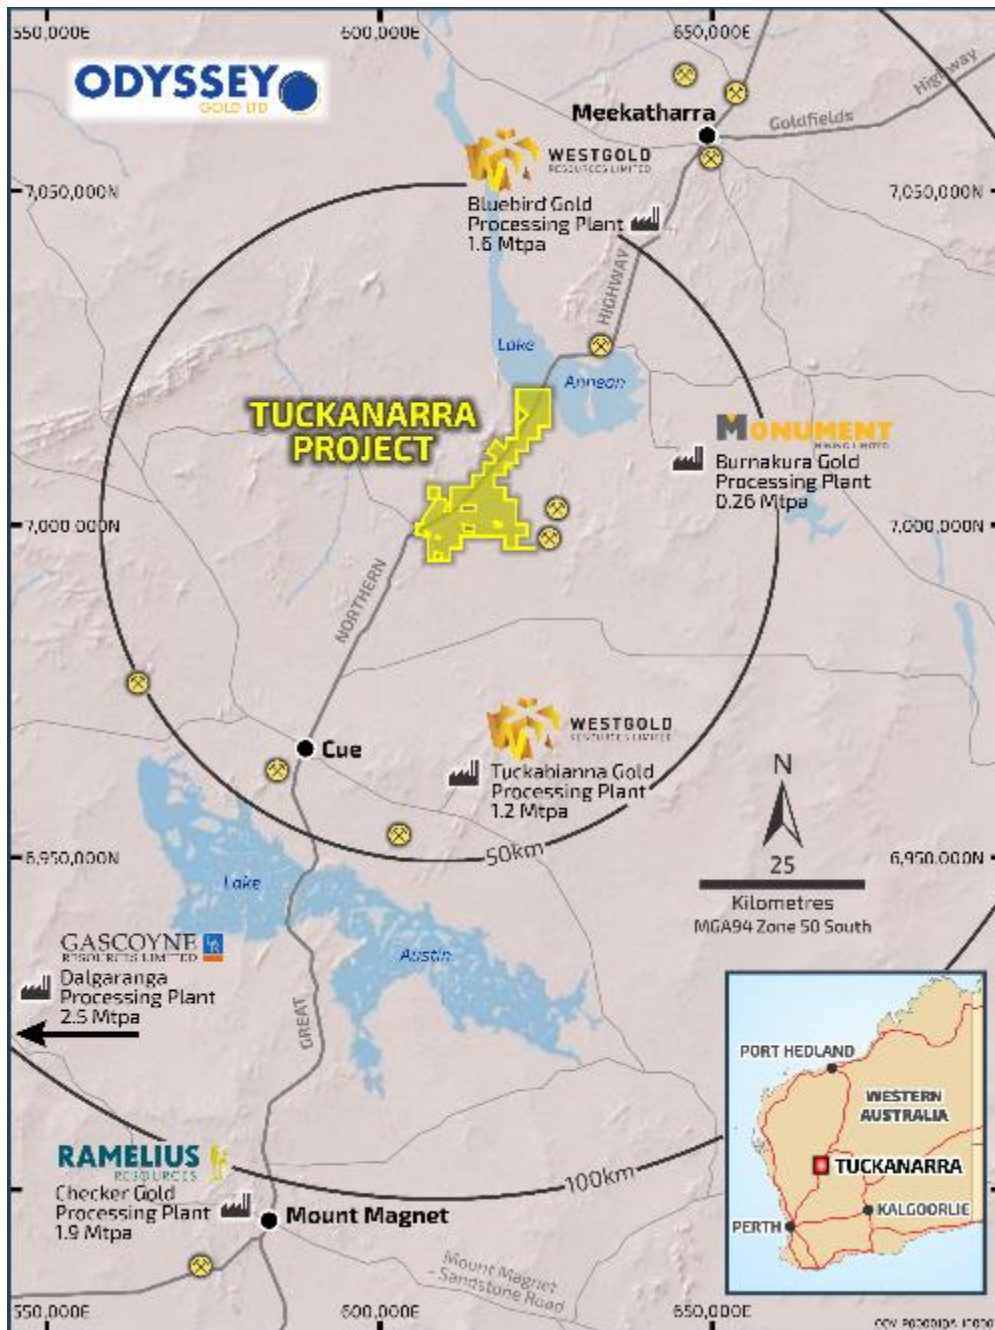 550,000E
600,000E
650,000E
ODYSSEY
GOLD LTD
Meekatharra
Goldfields
Highway
WESTGOLD
RESOURCES LIMITED
7,050,000N
7,050,000N
Bluebird Gold
Processing Plant
1.6 Mtpa
HIGHWAY
Lake
Annean
TUCKANARRA
PROJECT
MONUMENT
MINING LIMITED
Burnakura Gold
Processing Plant
0.26 Mtpa
7,000,000N
7,000,000N
NORTHERN
WESTGOLD
RESOURCES LIMITED
Cue
Tuckabianna Gold
Processing Plant
1.2 Mtpa
N
50km
6,950,000N
6,950,000N
25
Kilometres
MGA94 Zone 50 South
Lake
Austin
GASCOYNE
RESOURCES LIMITED
Dalgaranga
Processing Plant
2.5 Mtpa
GREAT
PORT HEDLAND
WESTERN
AUSTRALIA
TUCKANARRA
KALGOORLIE
PERTH
RAMELIUS
RESOURCES
100km
Checker Gold
Processing Plant
1.9 Mtpa
Mount Magnet
Mount Magnet
- Sandstone Road
550,000E
600,000E
650,000E